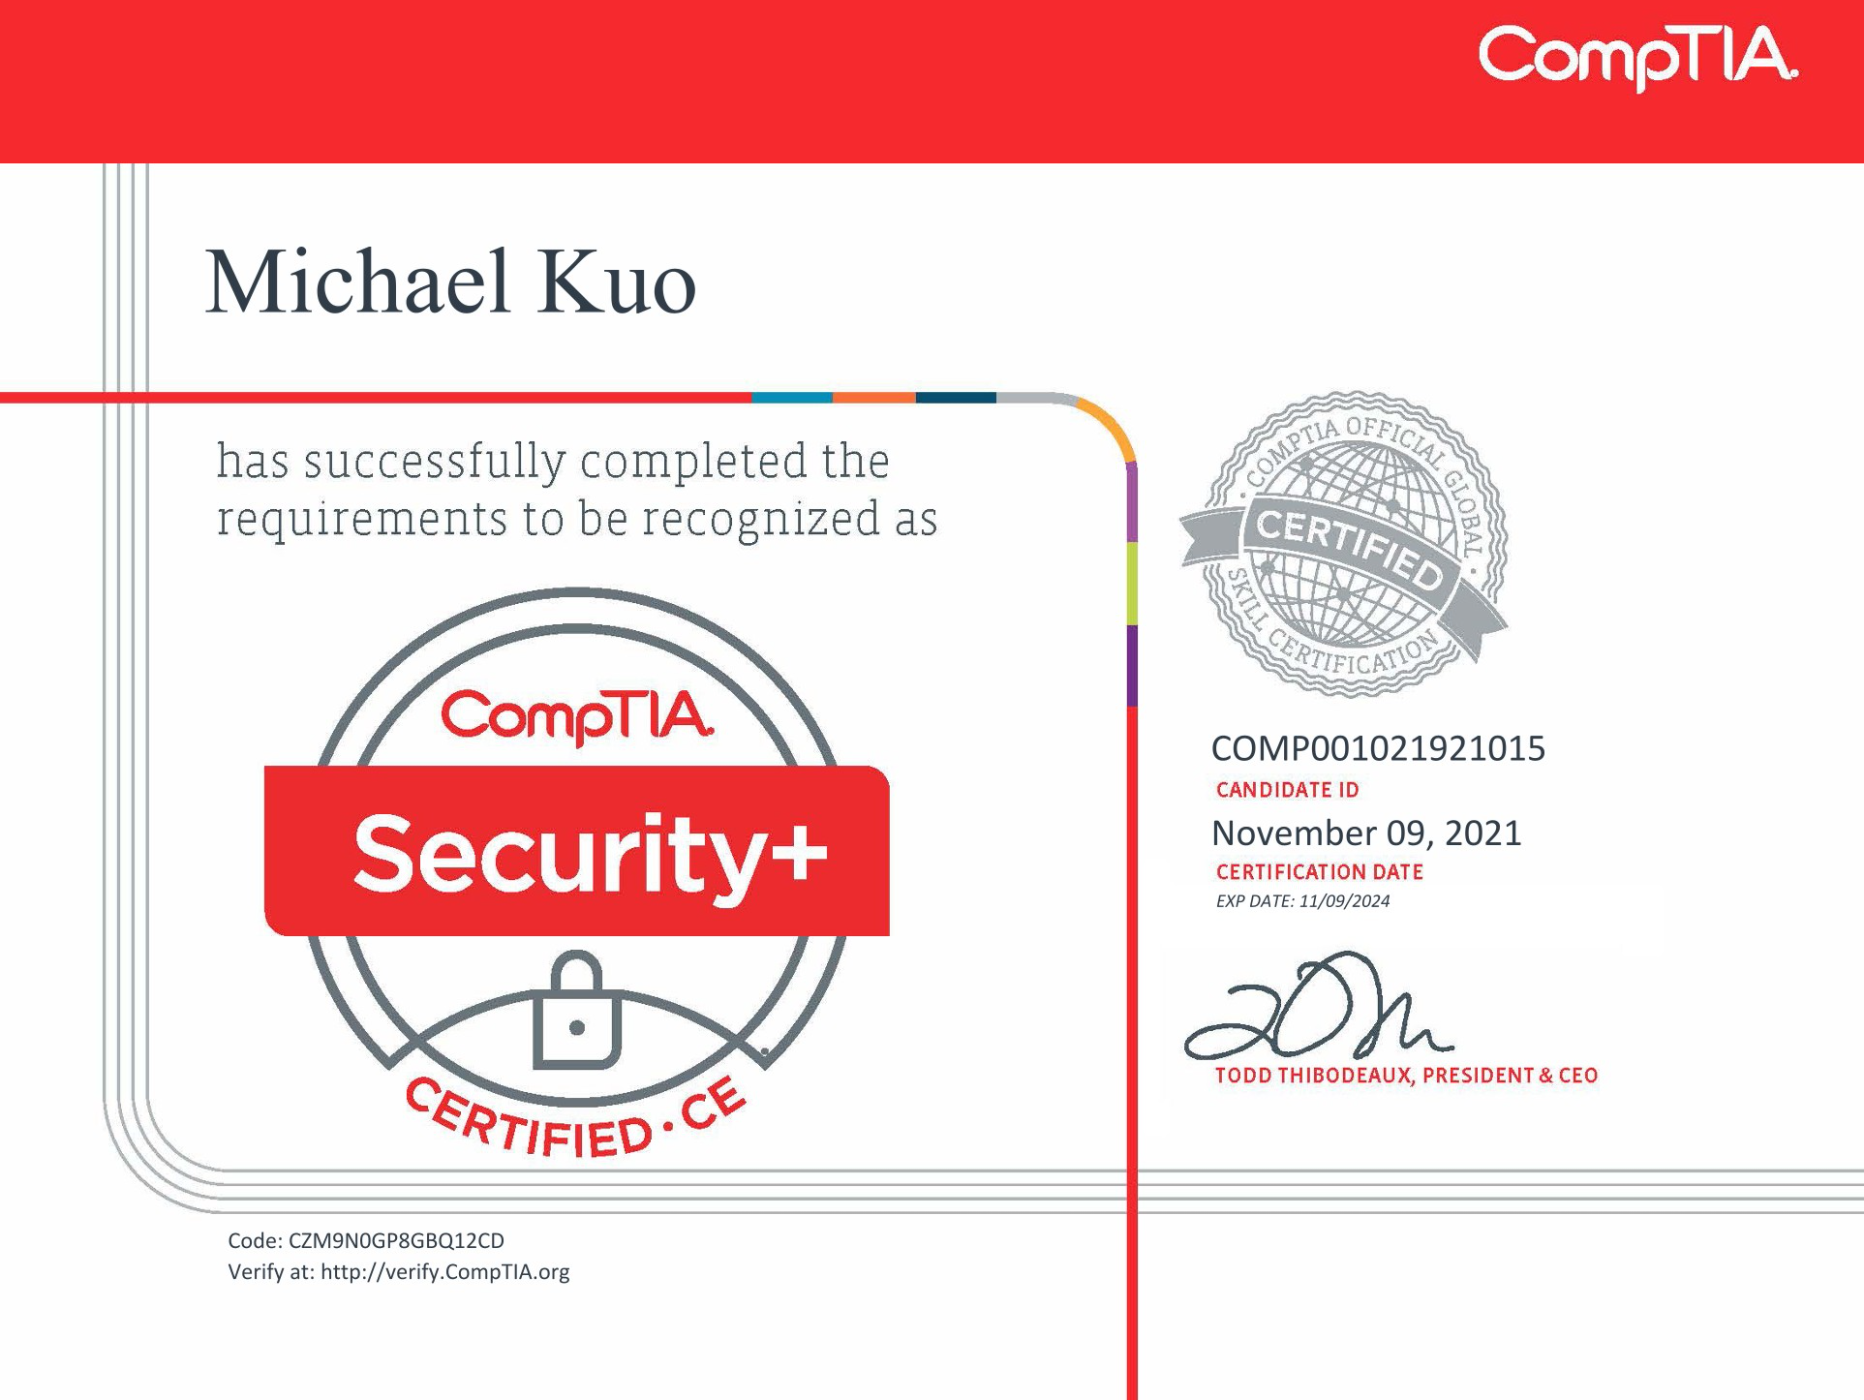 CompTIA.
Michael Kuo
has successfully completed the
requirements to be recognized as
CompTIA.
Security+
CERTIFIED · CE
· COMPTIA OFFICIAL GLOBAL ·
CERTIFIED
SKILL CERTIFICATION
COMP001021921015
CANDIDATE ID
November 09, 2021
CERTIFICATION DATE
EXP DATE: 11/09/2024
TODD THIBODEAUX, PRESIDENT & CEO
Code: CZM9N0GP8GBQ12CD
Verify at: http://verify.CompTIA.org